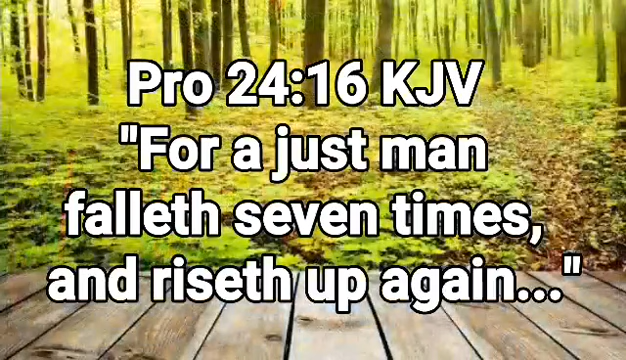 Pro 24:16 KJV
"For a just man
falleth seven times,
and riseth up again..."